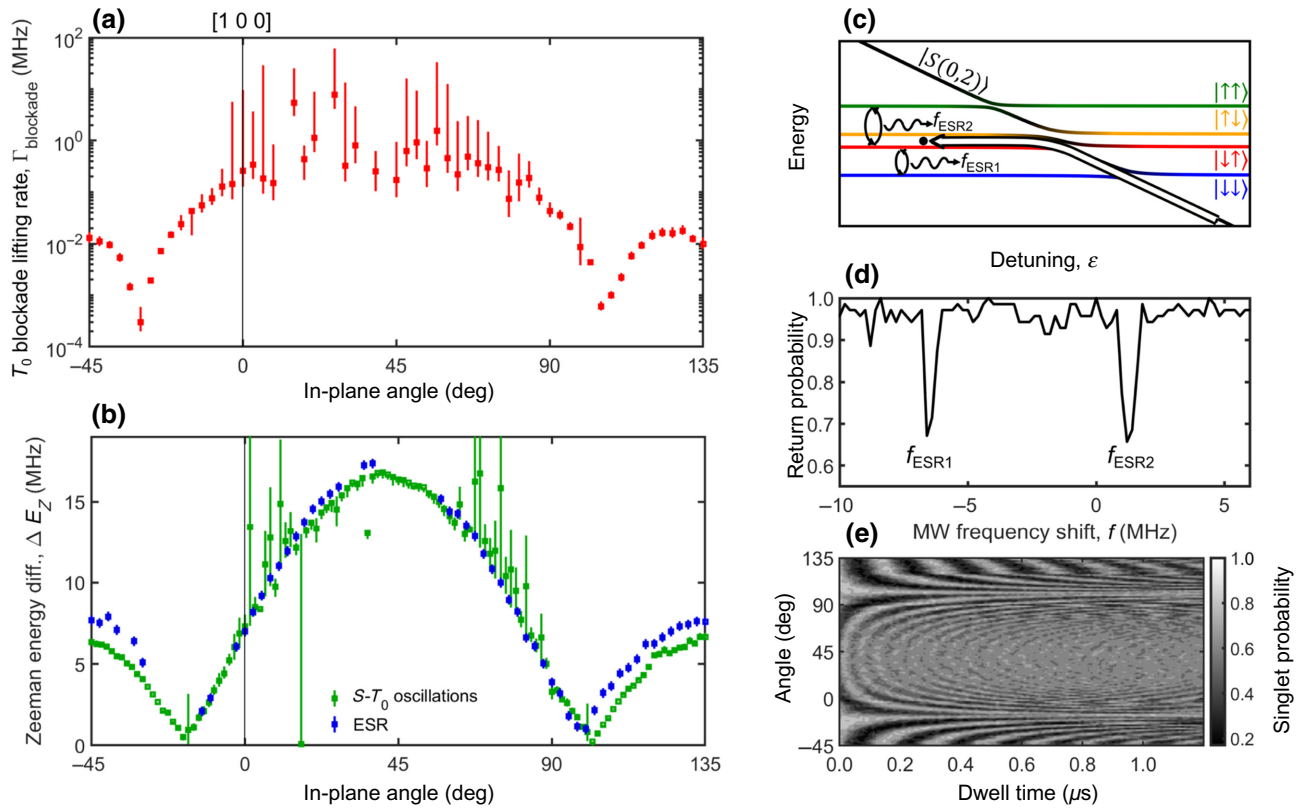 (a)
[1 0 0]
T₀ blockade lifting rate, Γblockade (MHz)
10²
10⁰
10⁻²
10⁻⁴
−45
0
45
90
135
In-plane angle (deg)
(b)
Zeeman energy diff., Δ E_Z (MHz)
15
10
5
0
S-T₀ oscillations
ESR
−45
0
45
90
135
In-plane angle (deg)
(c)
Energy
|S(0,2)⟩
|↑↑⟩
|↑↓⟩
|↓↑⟩
|↓↓⟩
fESR2
fESR1
Detuning, ε
(d)
Return probability
1.0
0.9
0.8
0.7
0.6
fESR1
fESR2
−10
−5
0
5
MW frequency shift, f (MHz)
(e)
Angle (deg)
135
90
45
0
−45
0.0
0.2
0.4
0.6
0.8
1.0
Dwell time (μs)
1.0
0.8
0.6
0.4
0.2
Singlet probability